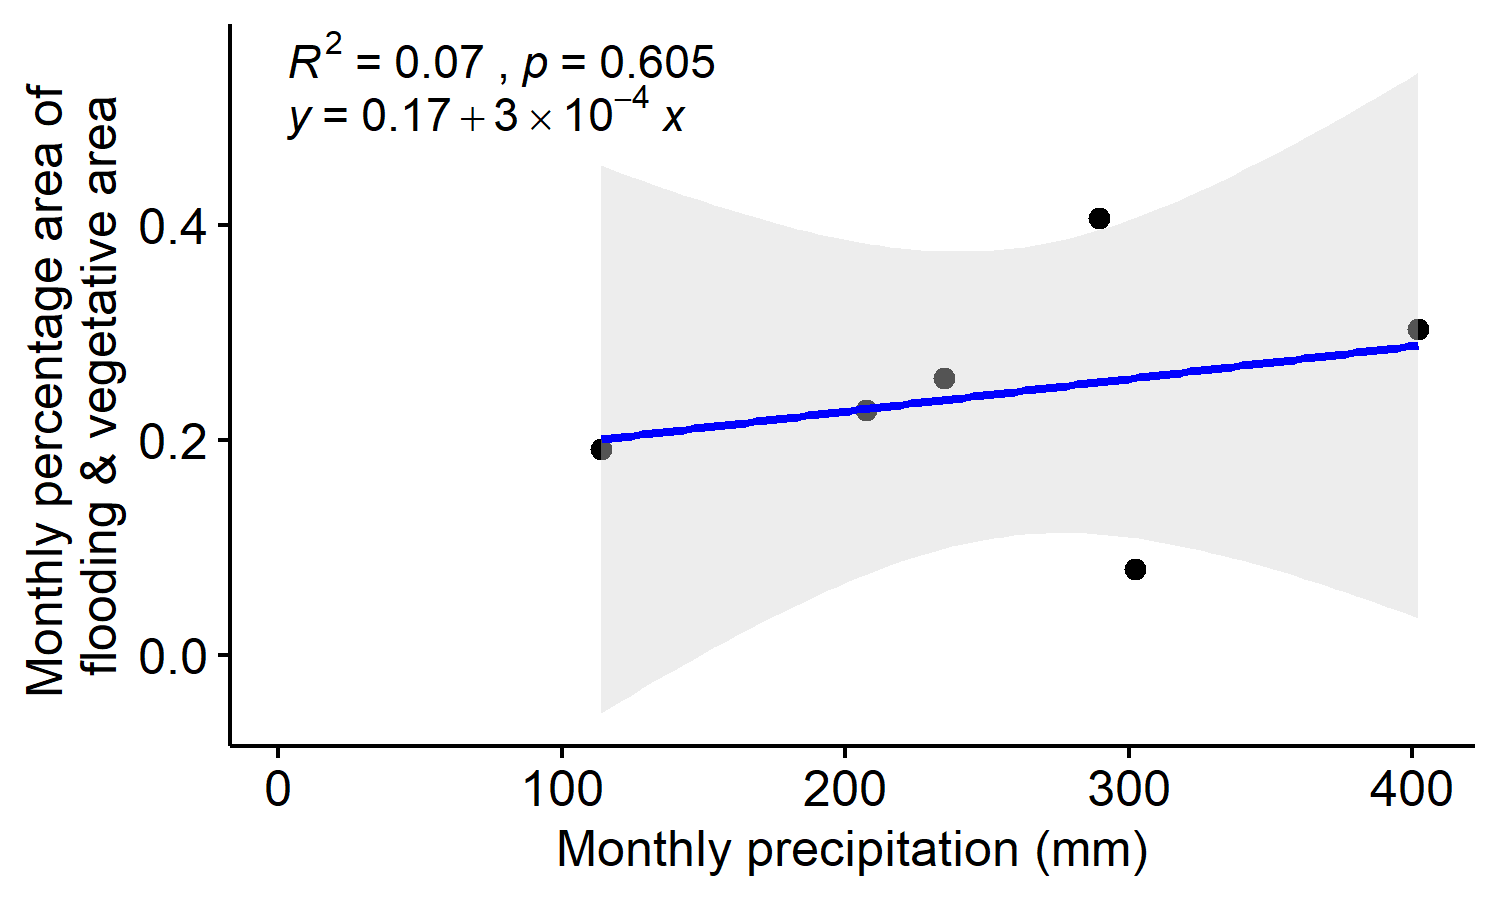 R² = 0.07 , p = 0.605
y = 0.17 + 3 × 10⁻⁴ x
Monthly percentage area of
flooding & vegetative area
0.4
0.2
0.0
0 100 200 300 400
Monthly precipitation (mm)